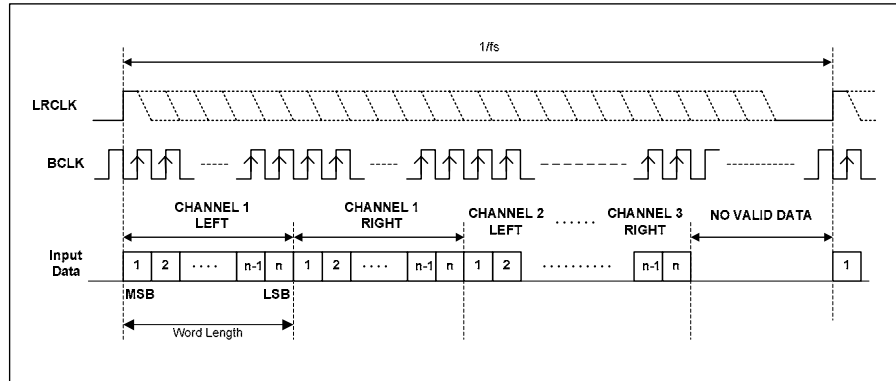 1/fs
LRCLK
BCLK
CHANNEL 1
LEFT
CHANNEL 1
RIGHT
CHANNEL 2
LEFT
CHANNEL 3
RIGHT
NO VALID DATA
Input
Data
1 2 n-1 n 1 2 n-1 n 1 2 n-1 n 1
MSB LSB
Word Length